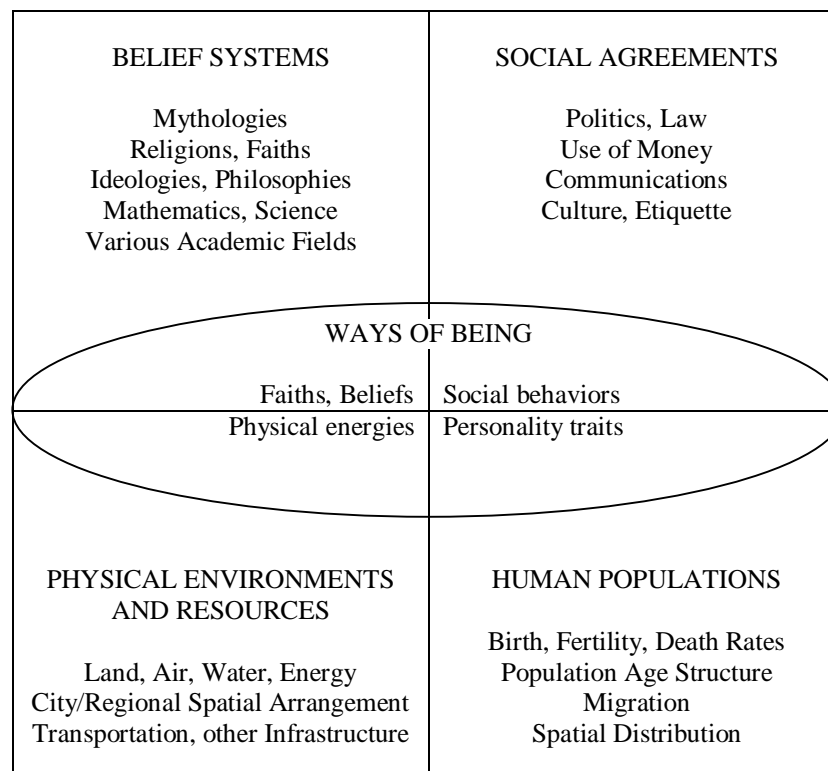 BELIEF SYSTEMS
Mythologies
Religions, Faiths
Ideologies, Philosophies
Mathematics, Science
Various Academic Fields
SOCIAL AGREEMENTS
Politics, Law
Use of Money
Communications
Culture, Etiquette
WAYS OF BEING
Faiths, Beliefs
Social behaviors
Physical energies
Personality traits
PHYSICAL ENVIRONMENTS
AND RESOURCES
Land, Air, Water, Energy
City/Regional Spatial Arrangement
Transportation, other Infrastructure
HUMAN POPULATIONS
Birth, Fertility, Death Rates
Population Age Structure
Migration
Spatial Distribution